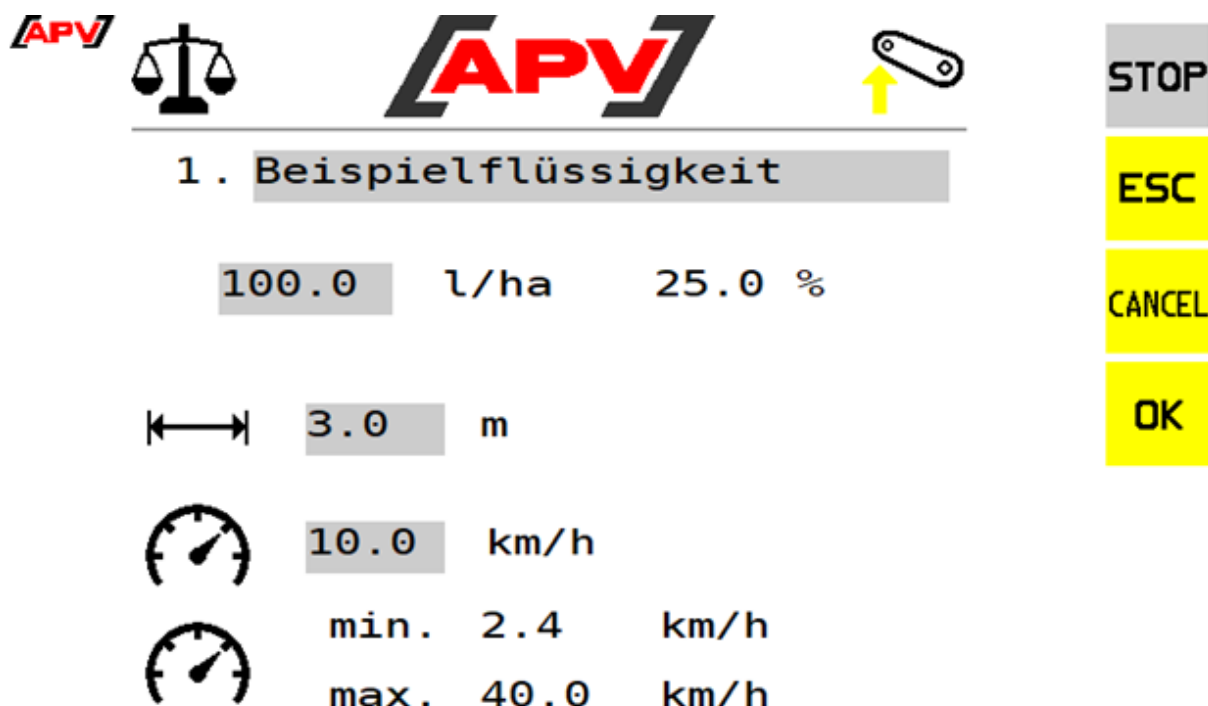 APV
APV
STOP
1. Beispielflüssigkeit
ESC
100.0 l/ha 25.0 %
CANCEL
3.0 m
OK
10.0 km/h
min. 2.4 km/h
max. 40.0 km/h